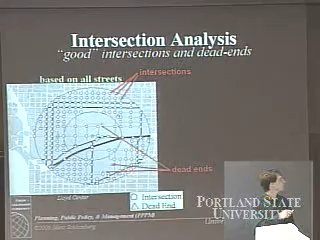 Intersection Analysis
"good" intersections and dead-ends
based on all streets
intersections
dead ends
Lloyd Center
Intersection
Dead End
Planning, Public Policy, & Management (PPPM)
PORTLAND STATE
UNIVERSITY